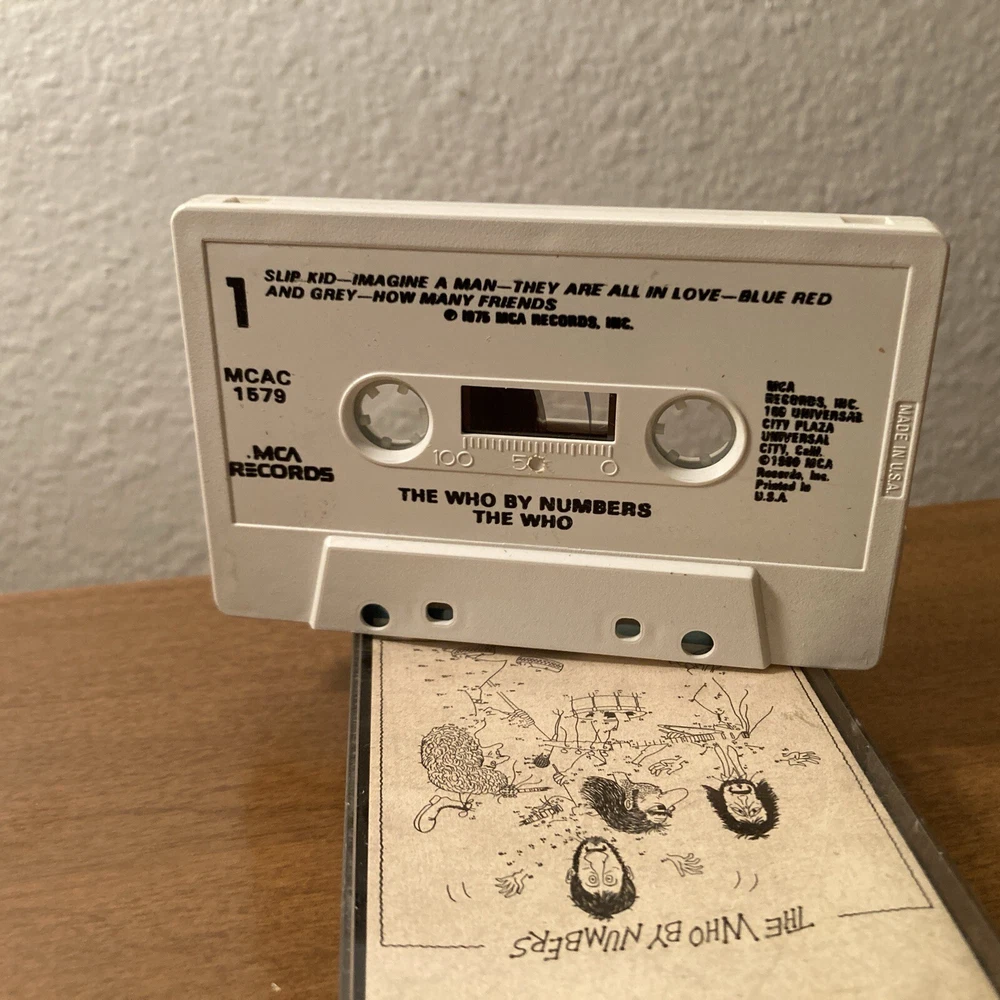 1
SLIP KID—IMAGINE A MAN—THEY ARE ALL IN LOVE—BLUE RED
AND GREY—HOW MANY FRIENDS
℗ 1975 MCA RECORDS, INC.
MCAC
1579
MCA
RECORDS
100 50 0
MCA
RECORDS, INC.
100 UNIVERSAL
CITY PLAZA
UNIVERSAL
CITY, Calif.
©1980 MCA
Records, Inc.
Printed in
U.S.A.
MADE IN U.S.A.
THE WHO BY NUMBERS
THE WHO
THE WHO BY NUMBERS